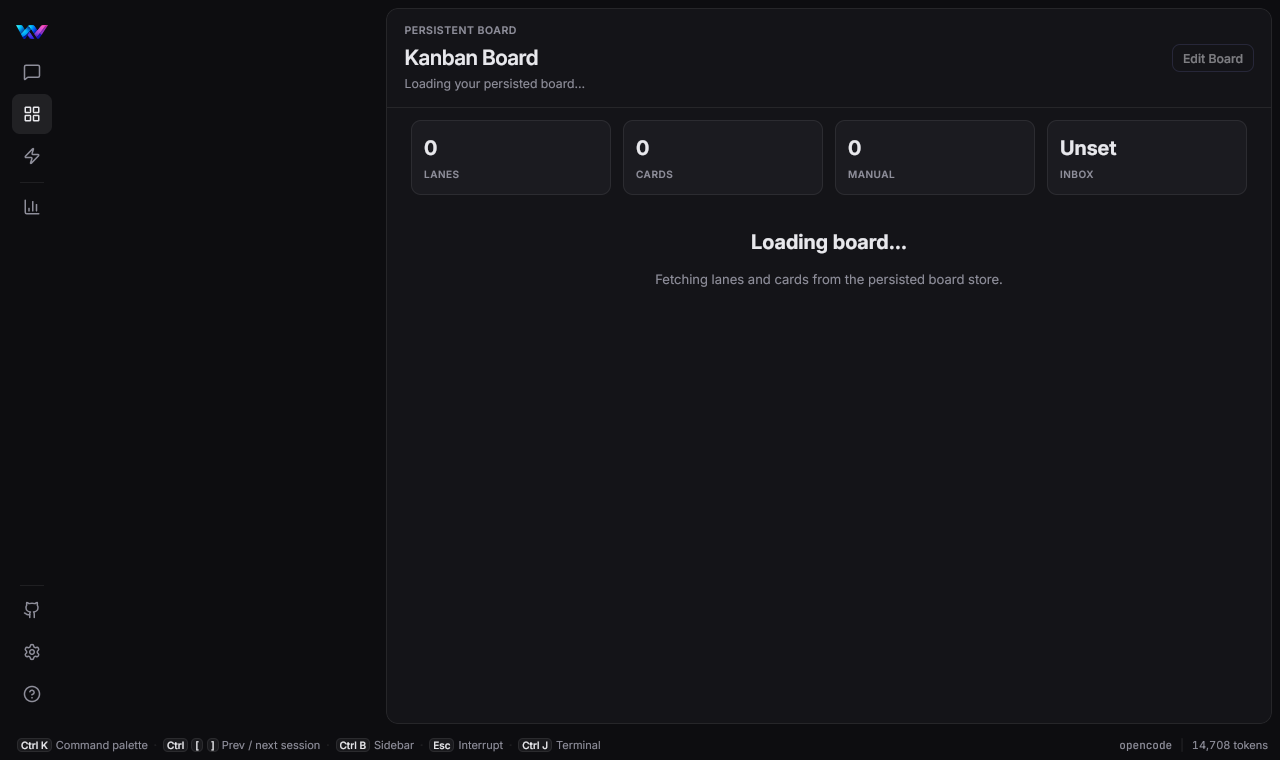 PERSISTENT BOARD
Kanban Board
Loading your persisted board...
Edit Board
0
LANES
0
CARDS
0
MANUAL
Unset
INBOX
Loading board...
Fetching lanes and cards from the persisted board store.
Ctrl K Command palette · Ctrl [ ] Prev / next session · Ctrl B Sidebar · Esc Interrupt · Ctrl J Terminal
opencode 14,708 tokens